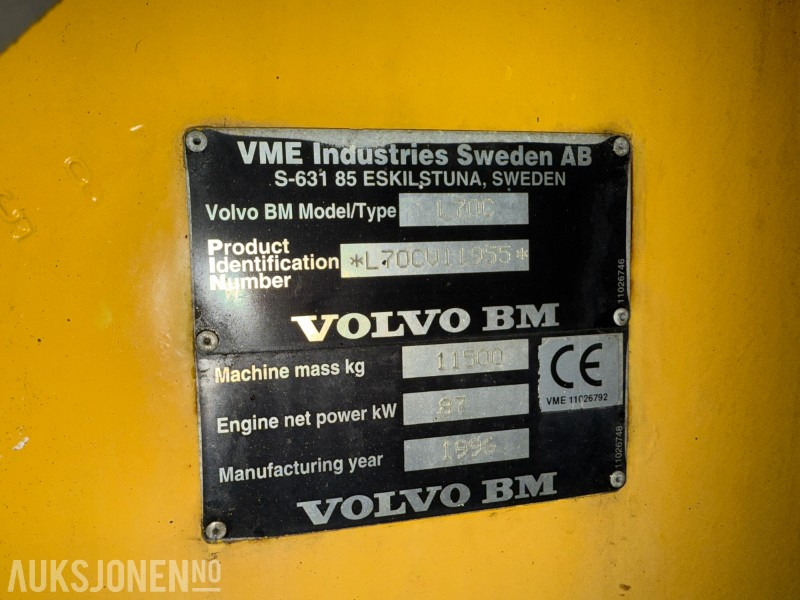 VME Industries Sweden AB
S-631 85 ESKILSTUNA, SWEDEN
Volvo BM Model/Type L70C
Product
Identification *L70CV11955*
Number
11026746
VOLVO BM
Machine mass kg 11500
CE
VME 11026792
Engine net power kW 87
Manufacturing year 1996
11026748
VOLVO BM
AUKSJONEN.NO